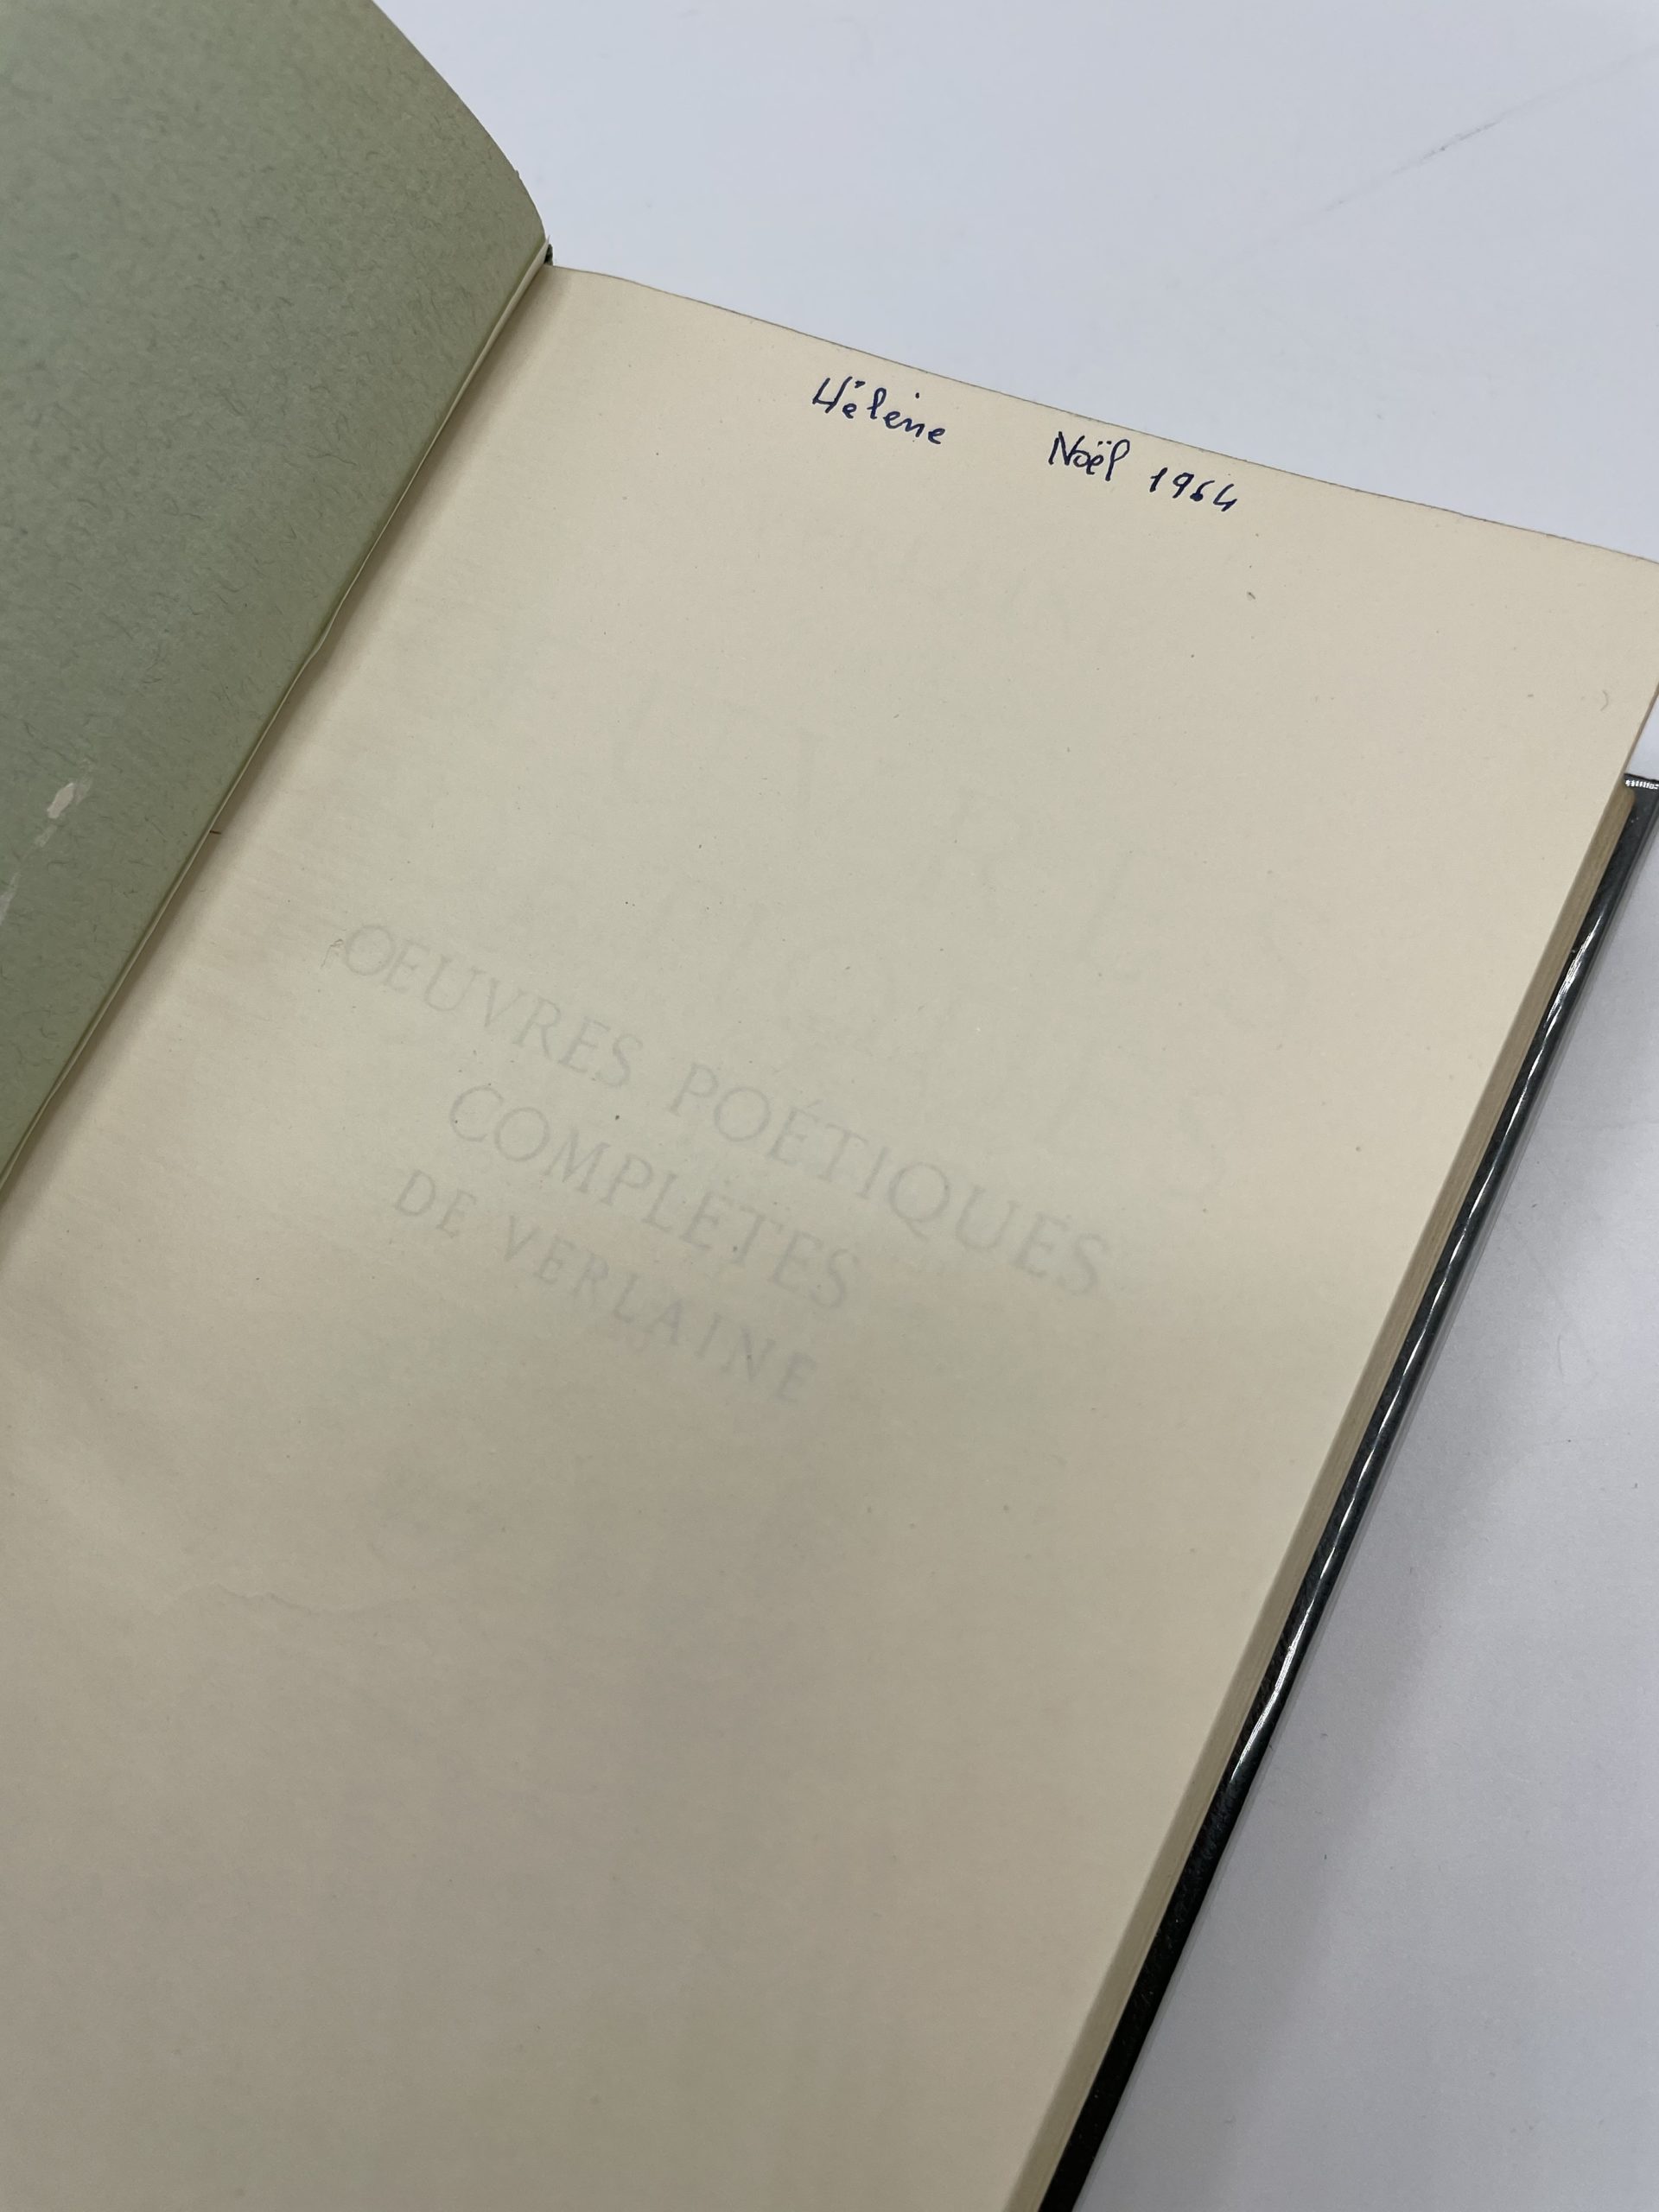 Hélène Noël 1964
OEUVRES POÉTIQUES
COMPLÈTES
DE VERLAINE